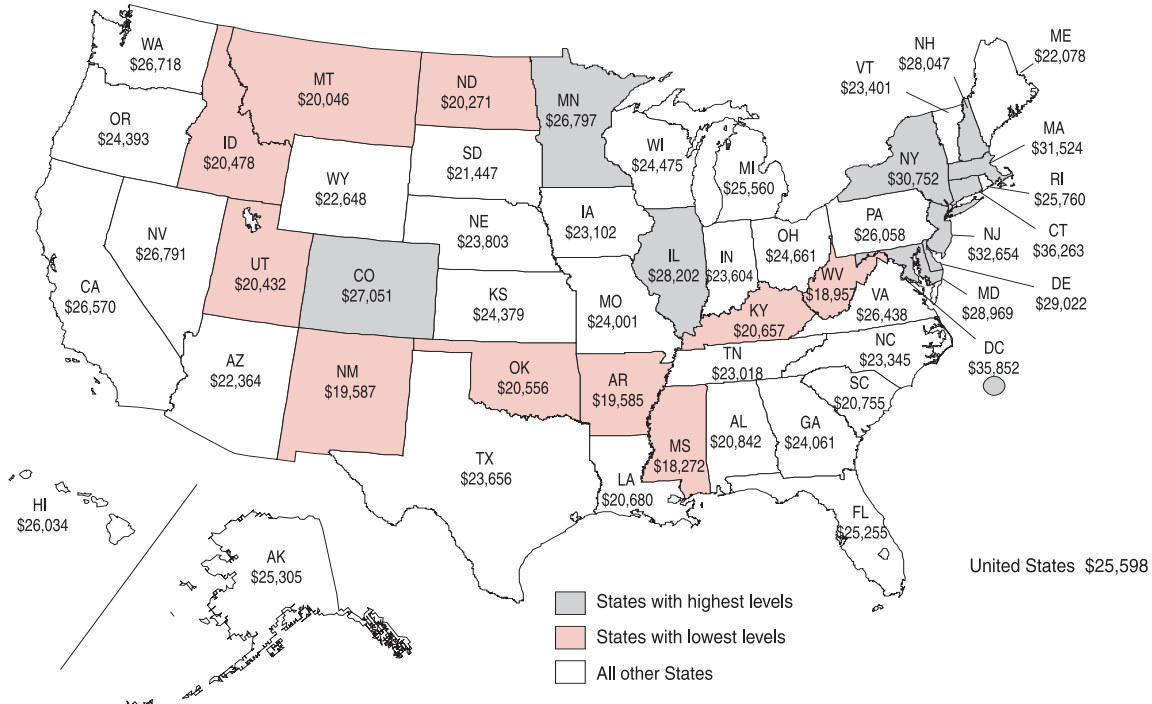 WA
$26,718
OR
$24,393
CA
$26,570
NV
$26,791
ID
$20,478
MT
$20,046
WY
$22,648
UT
$20,432
CO
$27,051
AZ
$22,364
NM
$19,587
ND
$20,271
SD
$21,447
NE
$23,803
KS
$24,379
OK
$20,556
TX
$23,656
MN
$26,797
IA
$23,102
MO
$24,001
AR
$19,585
LA
$20,680
WI
$24,475
IL
$28,202
MI
$25,560
IN
$23,604
OH
$24,661
KY
$20,657
TN
$23,018
MS
$18,272
AL
$20,842
GA
$24,061
FL
$25,255
SC
$20,755
NC
$23,345
VA
$26,438
WV
$18,957
PA
$26,058
NY
$30,752
VT
$23,401
NH
$28,047
ME
$22,078
MA
$31,524
RI
$25,760
CT
$36,263
NJ
$32,654
DE
$29,022
MD
$28,969
DC
$35,852
HI
$26,034
AK
$25,305
United States $25,598
States with highest levels
States with lowest levels
All other States